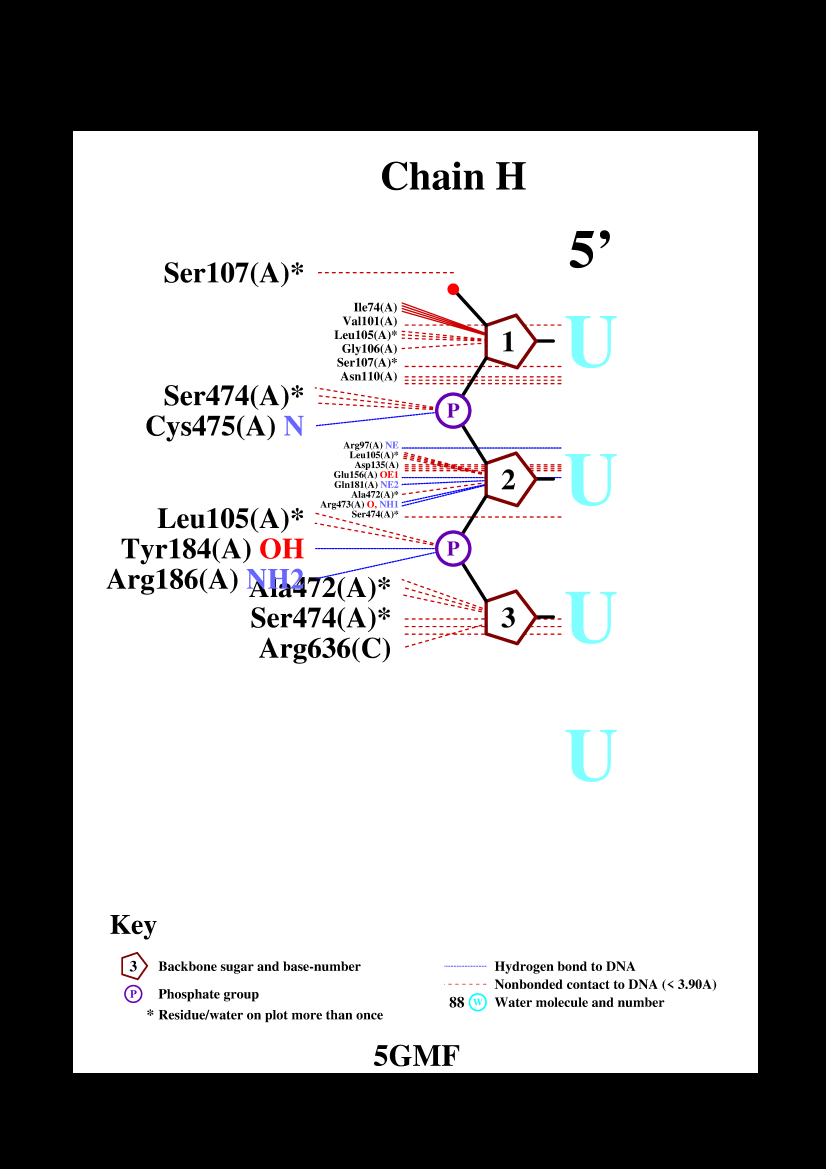 Chain H
5’
Ser107(A)*
Ile74(A)
Val101(A)
Leu105(A)*
Gly106(A)
Ser107(A)*
Asn110(A)
1
U
Ser474(A)*
Cys475(A) N
P
Arg97(A) NE
Leu105(A)*
Asp135(A)
Glu156(A) OE1
Gln181(A) NE2
Ala472(A)*
Arg473(A) O, NH1
Ser474(A)*
2
U
Leu105(A)*
Tyr184(A) OH
Arg186(A) NH2
P
Ala472(A)*
Ser474(A)*
Arg636(C)
3
U
U
Key
3 Backbone sugar and base-number
P Phosphate group
* Residue/water on plot more than once
Hydrogen bond to DNA
Nonbonded contact to DNA (< 3.90A)
88 W Water molecule and number
5GMF